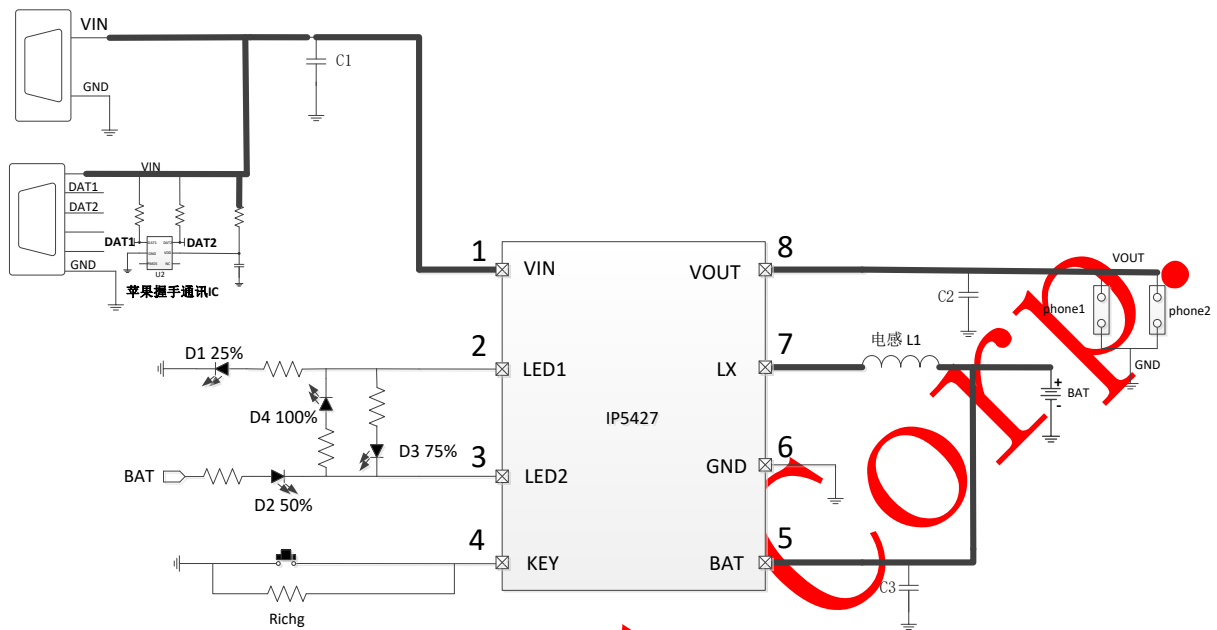 VIN
C1
GND
VIN
DAT1
DAT2
DAT1
DAT2
U2
GND
苹果握手通讯IC
1
VIN
2
LED1
3
LED2
4
KEY
IP5427
8
VOUT
7
LX
6
GND
5
BAT
D1 25%
D4 100%
D3 75%
BAT
D2 50%
Richg
VOUT
C2
phone1
phone2
GND
电感 L1
+
BAT
-
C3
Corp.